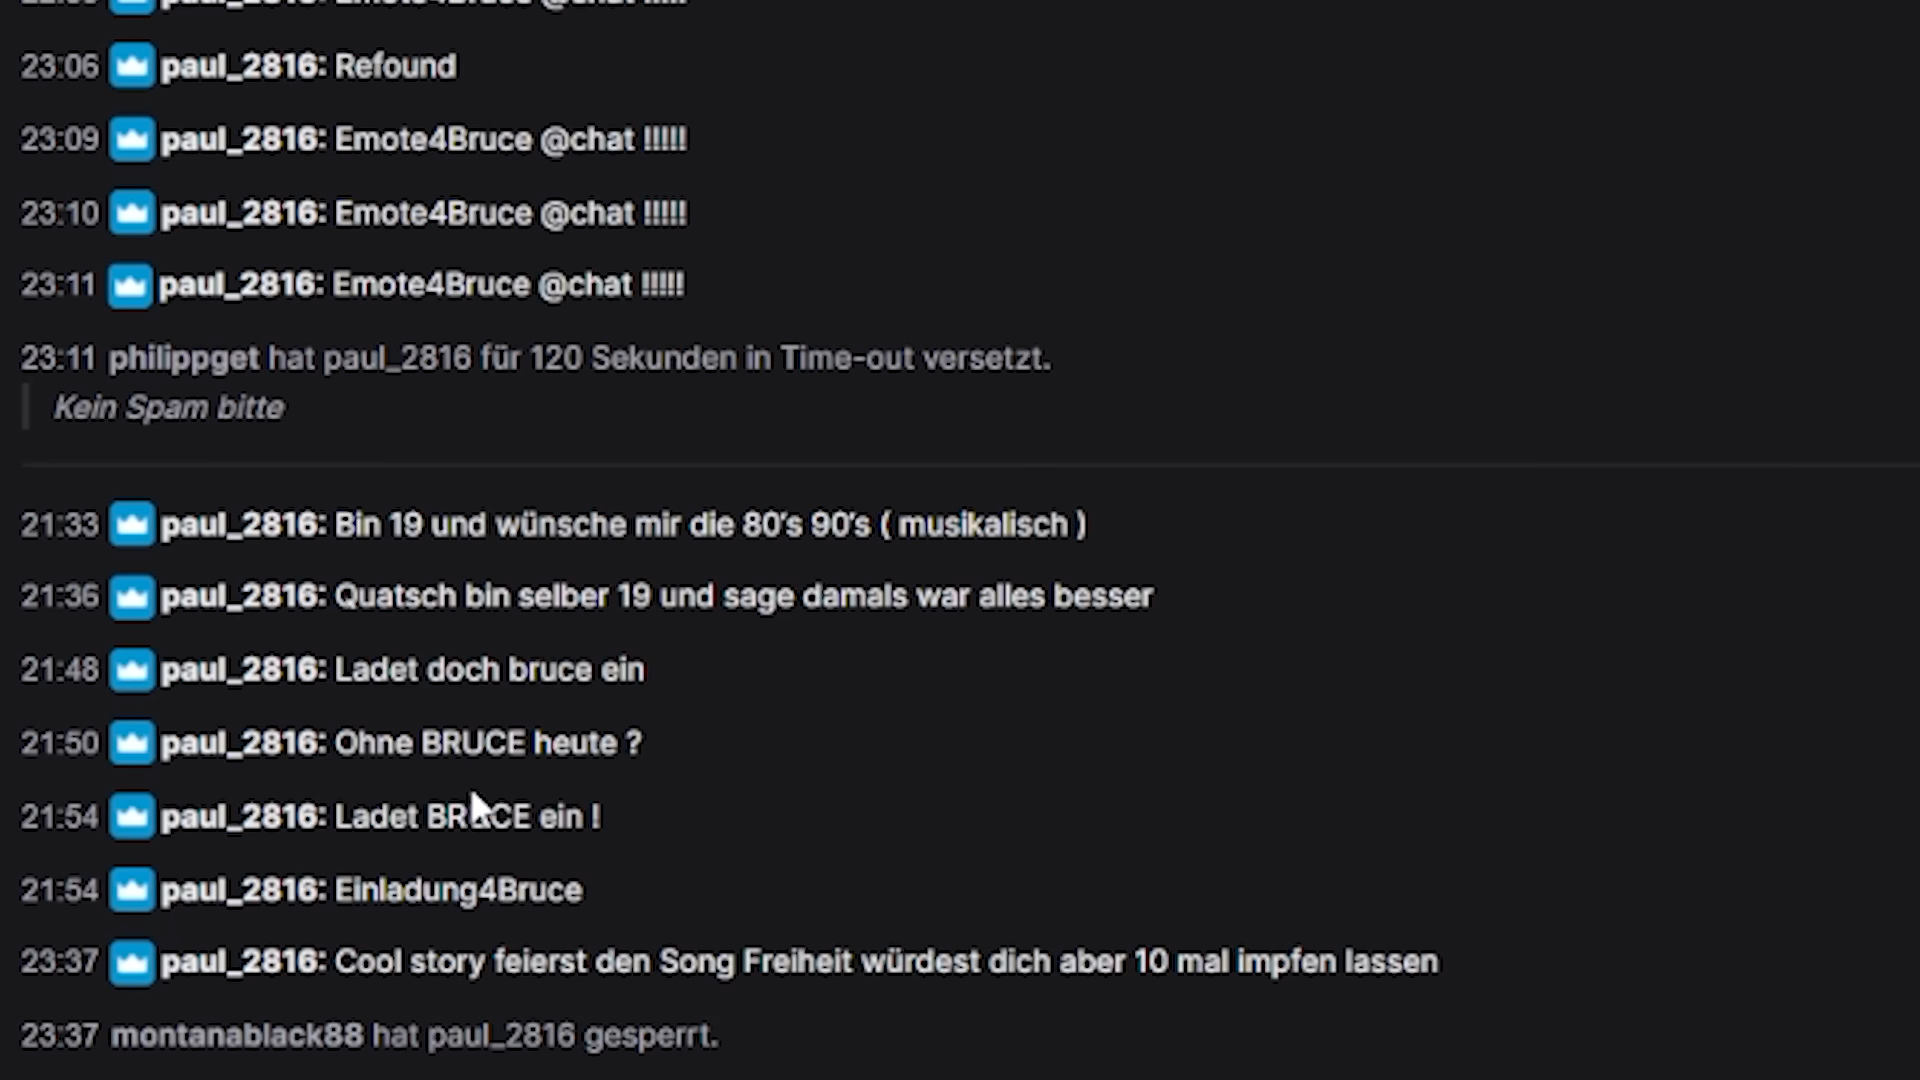 paul_2816: Emote4Bruce @chat !!!!!
23:06 paul_2816: Refound
23:09 paul_2816: Emote4Bruce @chat !!!!!
23:10 paul_2816: Emote4Bruce @chat !!!!!
23:11 paul_2816: Emote4Bruce @chat !!!!!
23:11 philippget hat paul_2816 für 120 Sekunden in Time-out versetzt.
Kein Spam bitte
21:33 paul_2816: Bin 19 und wünsche mir die 80's 90's ( musikalisch )
21:36 paul_2816: Quatsch bin selber 19 und sage damals war alles besser
21:48 paul_2816: Ladet doch bruce ein
21:50 paul_2816: Ohne BRUCE heute ?
21:54 paul_2816: Ladet BRUCE ein !
21:54 paul_2816: Einladung4Bruce
23:37 paul_2816: Cool story feierst den Song Freiheit würdest dich aber 10 mal impfen lassen
23:37 montanablack88 hat paul_2816 gesperrt.